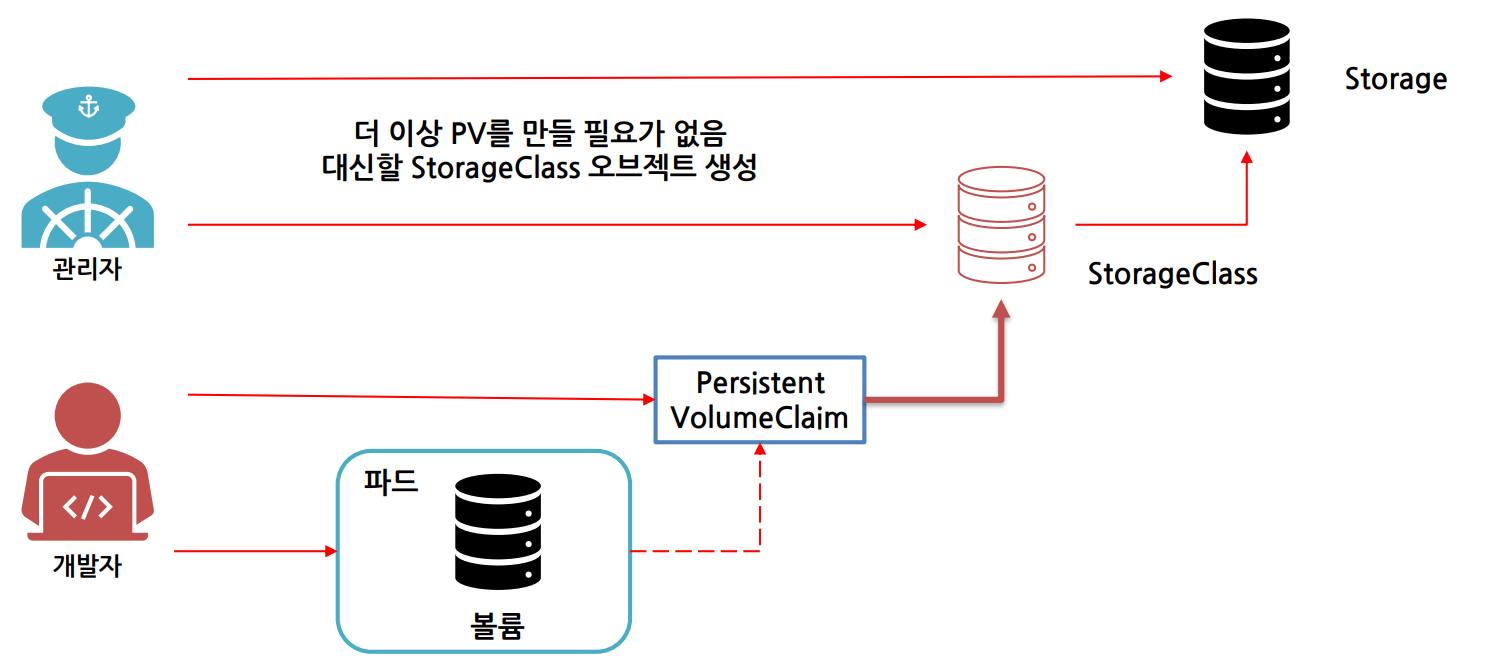 Storage
더 이상 PV를 만들 필요가 없음
대신할 StorageClass 오브젝트 생성
관리자
StorageClass
Persistent
VolumeClaim
파드
</>
개발자
볼륨